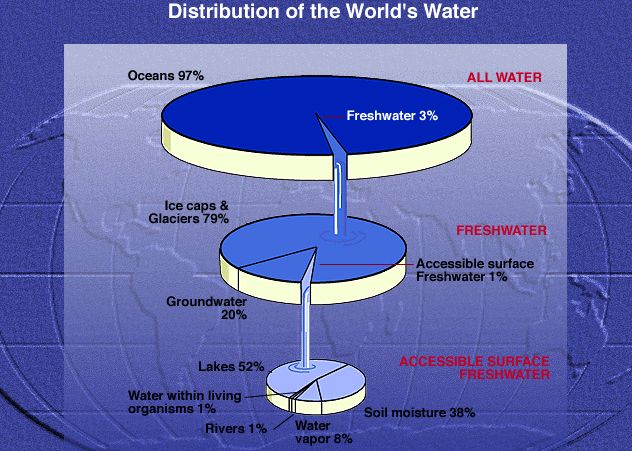 Distribution of the World's Water
Oceans 97%
ALL WATER
Freshwater 3%
Ice caps &
Glaciers 79%
FRESHWATER
Accessible surface
Freshwater 1%
Groundwater
20%
Lakes 52%
ACCESSIBLE SURFACE
FRESHWATER
Water within living
organisms 1%
Rivers 1%
Water
vapor 8%
Soil moisture 38%